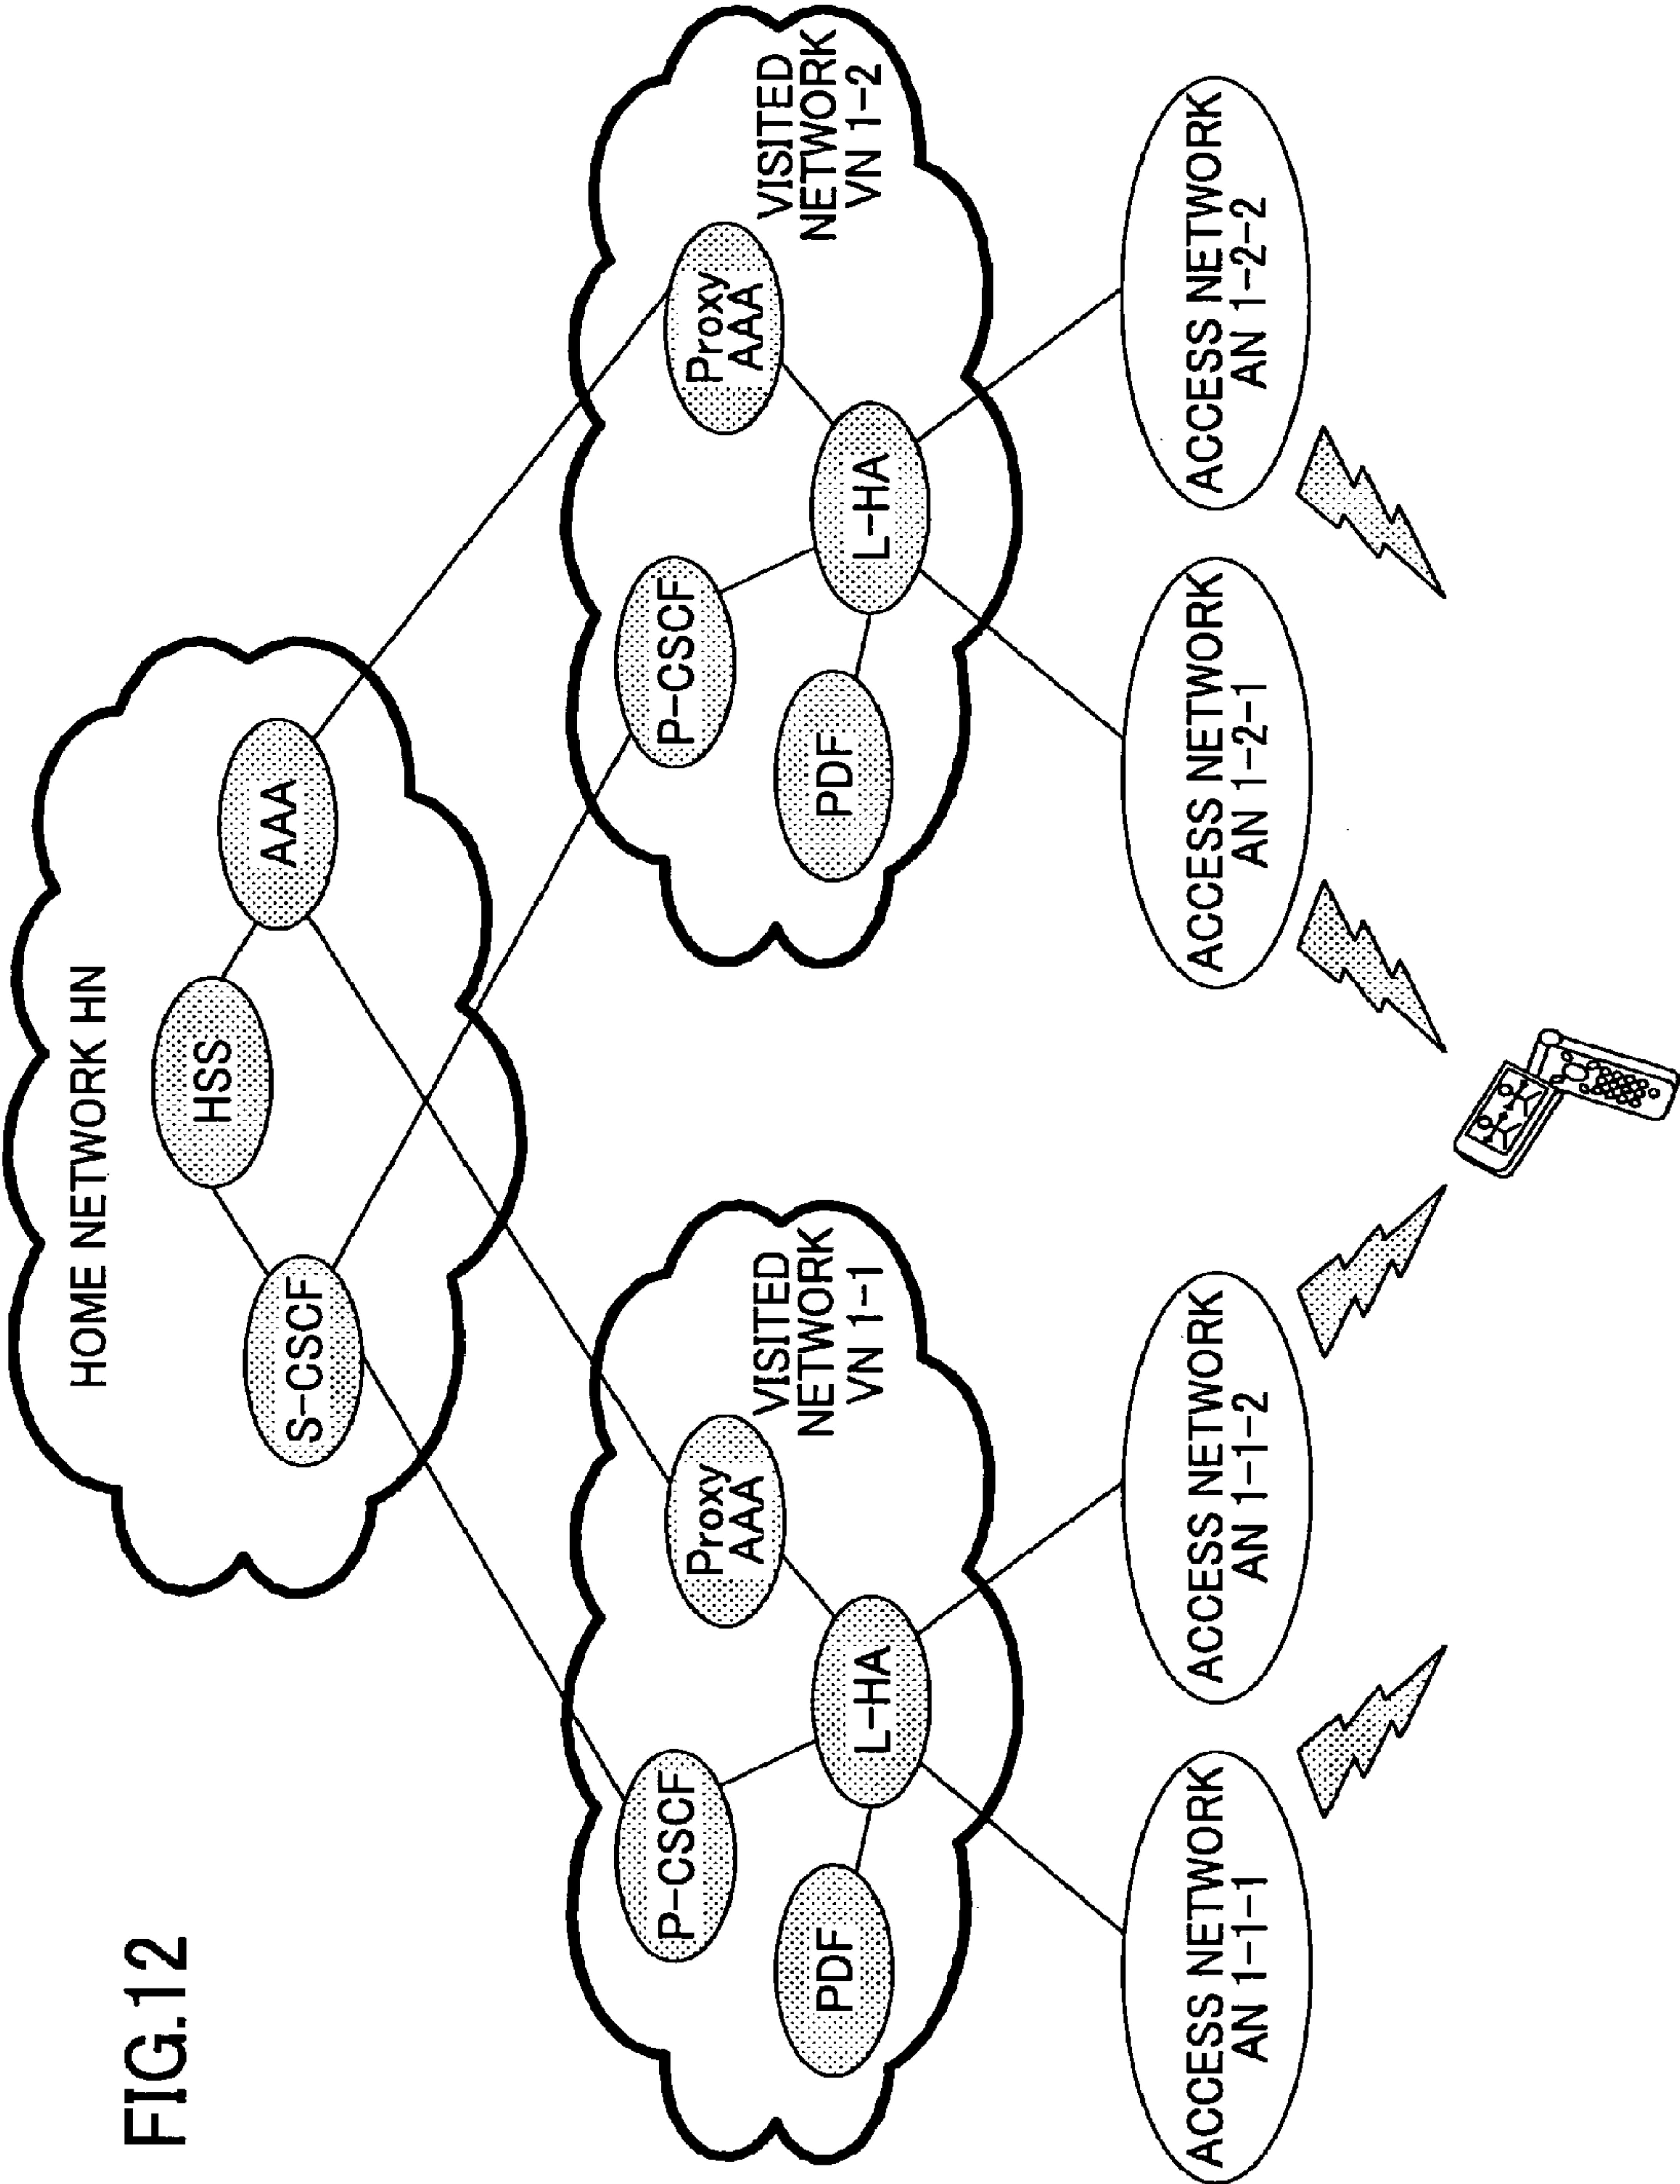 FIG.12
HOME NETWORK HN
HSS
S-CSCF
AAA
VISITED
NETWORK
VN 1-1
P-CSCF
Proxy
AAA
PDF
L-HA
VISITED
NETWORK
VN 1-2
P-CSCF
Proxy
AAA
PDF
L-HA
ACCESS NETWORK
AN 1-1-1
ACCESS NETWORK
AN 1-1-2
ACCESS NETWORK
AN 1-2-1
ACCESS NETWORK
AN 1-2-2